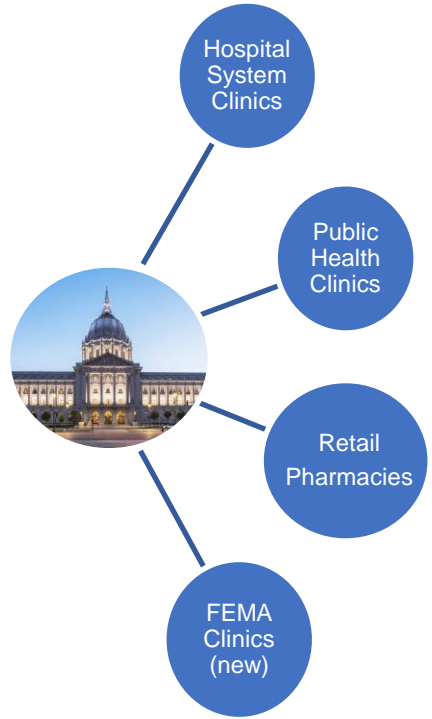 Hospital
System
Clinics
Public
Health
Clinics
Retail
Pharmacies
FEMA
Clinics
(new)